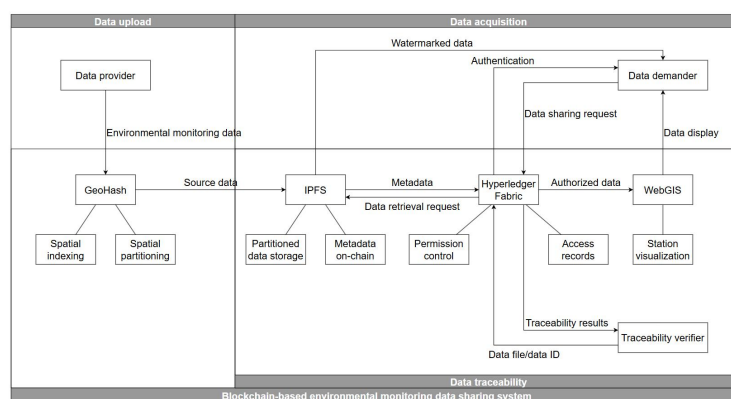 Data upload
Data acquisition
Watermarked data
Authentication
Data provider
Data demander
Data sharing request
Environmental monitoring data
Data display
GeoHash
Source data
IPFS
Metadata
Data retrieval request
Hyperledger
Fabric
Authorized data
WebGIS
Spatial
indexing
Spatial
partitioning
Partitioned
data storage
Metadata
on-chain
Permission
control
Access
records
Station
visualization
Traceability results
Traceability verifier
Data file/data ID
Data traceability
Blockchain-based environmental monitoring data sharing system